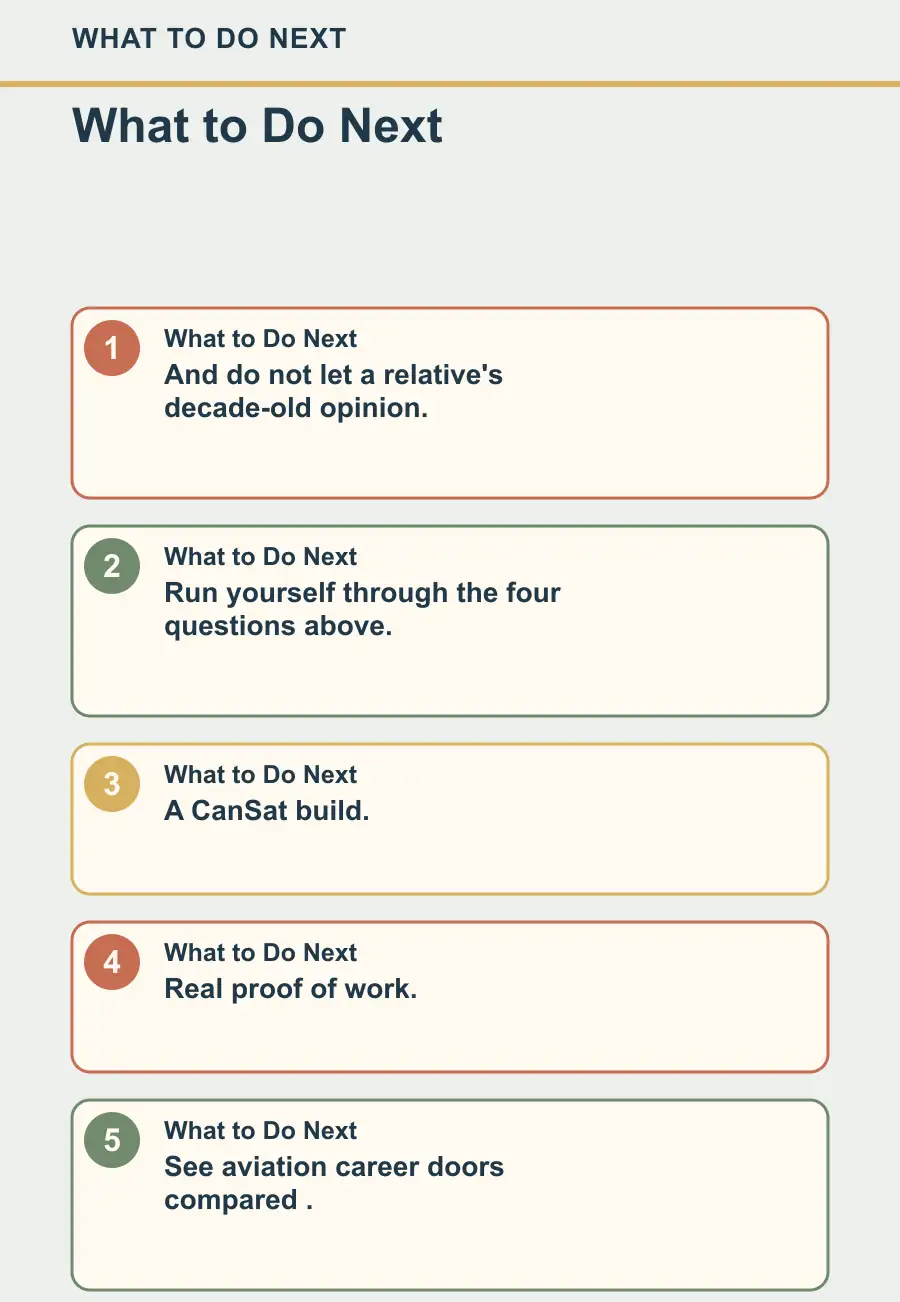 WHAT TO DO NEXT
What to Do Next
1
What to Do Next
And do not let a relative's
decade-old opinion.
2
What to Do Next
Run yourself through the four
questions above.
3
What to Do Next
A CanSat build.
4
What to Do Next
Real proof of work.
5
What to Do Next
See aviation career doors
compared .